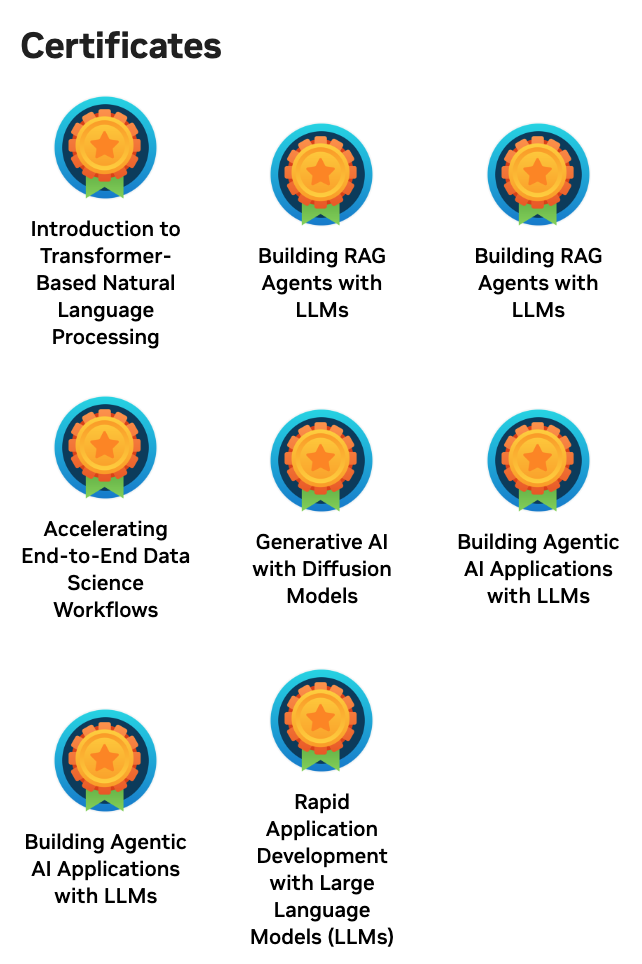 Certificates
Introduction to
Transformer-
Based Natural
Language
Processing
Building RAG
Agents with
LLMs
Building RAG
Agents with
LLMs
Accelerating
End-to-End Data
Science
Workflows
Generative AI
with Diffusion
Models
Building Agentic
AI Applications
with LLMs
Building Agentic
AI Applications
with LLMs
Rapid
Application
Development
with Large
Language
Models (LLMs)